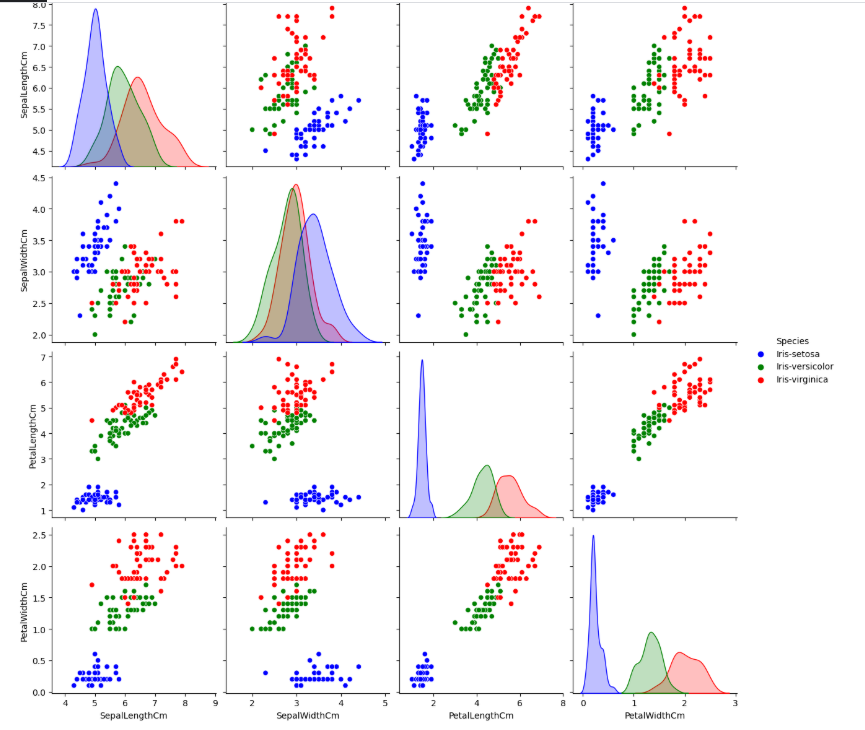 8.0
7.5
7.0
6.5
6.0
5.5
5.0
4.5
SepalLengthCm
4.5
4.0
3.5
3.0
2.5
2.0
SepalWidthCm
Species
Iris-setosa
Iris-versicolor
Iris-virginica
7
6
5
4
3
2
1
PetalLengthCm
2.5
2.0
1.5
1.0
0.5
0.0
PetalWidthCm
4 5 6 7 8 9 2 3 4 5 2 4 6 8 0 1 2 3
SepalLengthCm SepalWidthCm PetalLengthCm PetalWidthCm